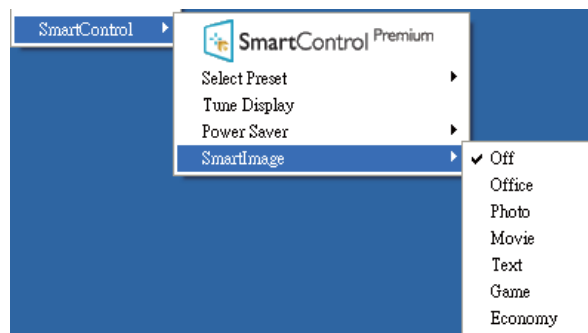 SmartControl
SmartControl Premium
Select Preset
Tune Display
Power Saver
SmartImage
Off
Office
Photo
Movie
Text
Game
Economy